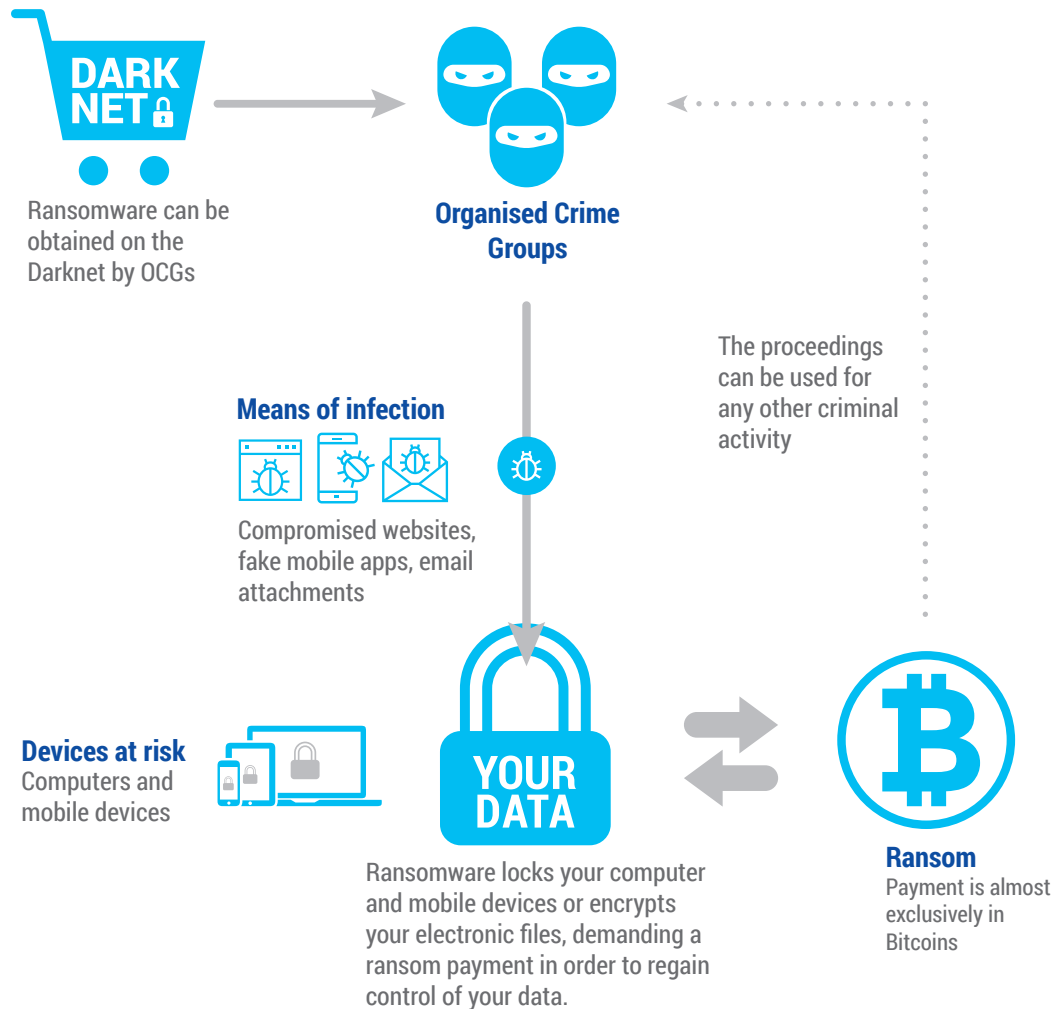 DARK
NET
Ransomware can be
obtained on the
Darknet by OCGs
Organised Crime
Groups
The proceedings
can be used for
any other criminal
activity
Means of infection
Compromised websites,
fake mobile apps, email
attachments
Devices at risk
Computers and
mobile devices
YOUR
DATA
Ransomware locks your computer
and mobile devices or encrypts
your electronic files, demanding a
ransom payment in order to regain
control of your data.
Ransom
Payment is almost
exclusively in
Bitcoins